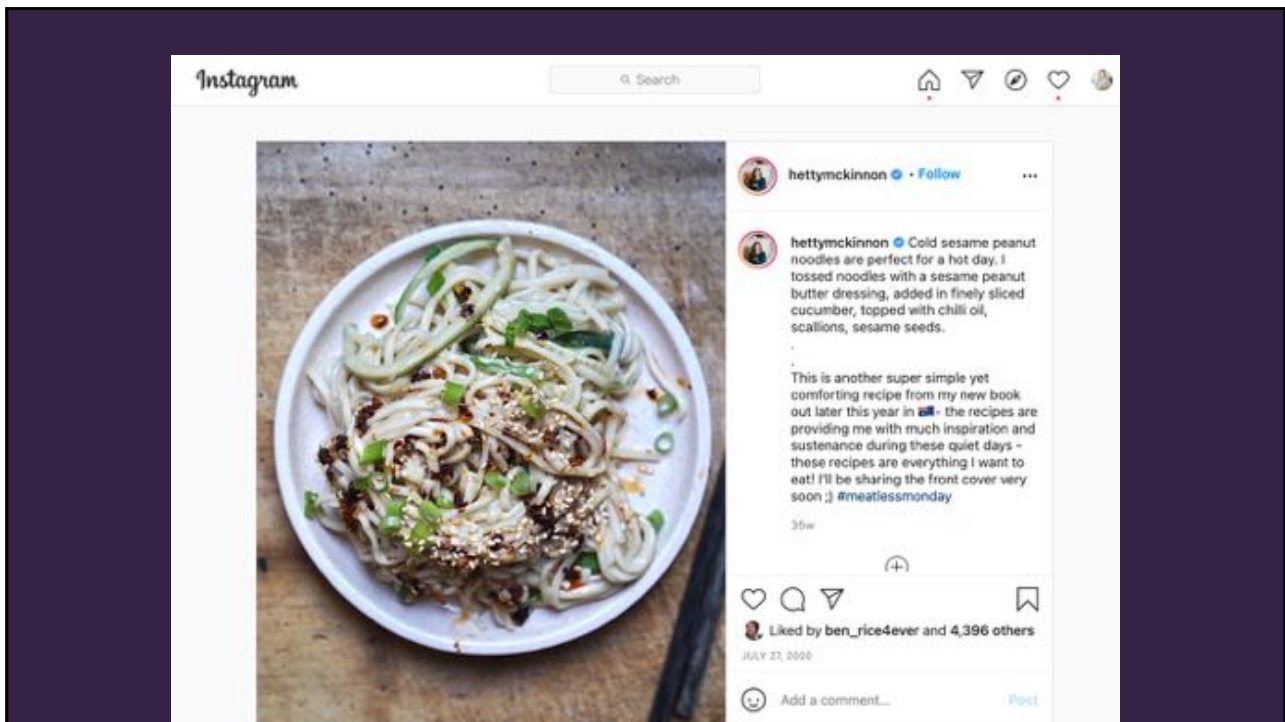 Instagram
Search
hettymckinnon • Follow
hettymckinnon Cold sesame peanut
noodles are perfect for a hot day. I
tossed noodles with a sesame peanut
butter dressing, added in finely sliced
cucumber, topped with chilli oil,
scallions, sesame seeds.
.
.
This is another super simple yet
comforting recipe from my new book
out later this year in 🇦🇺- the recipes are
providing me with much inspiration and
sustenance during these quiet days -
these recipes are everything I want to
eat! I'll be sharing the front cover very
soon ;) #meatlessmonday
35w
Liked by ben_rice4ever and 4,396 others
JULY 27, 2020
Add a comment... Post